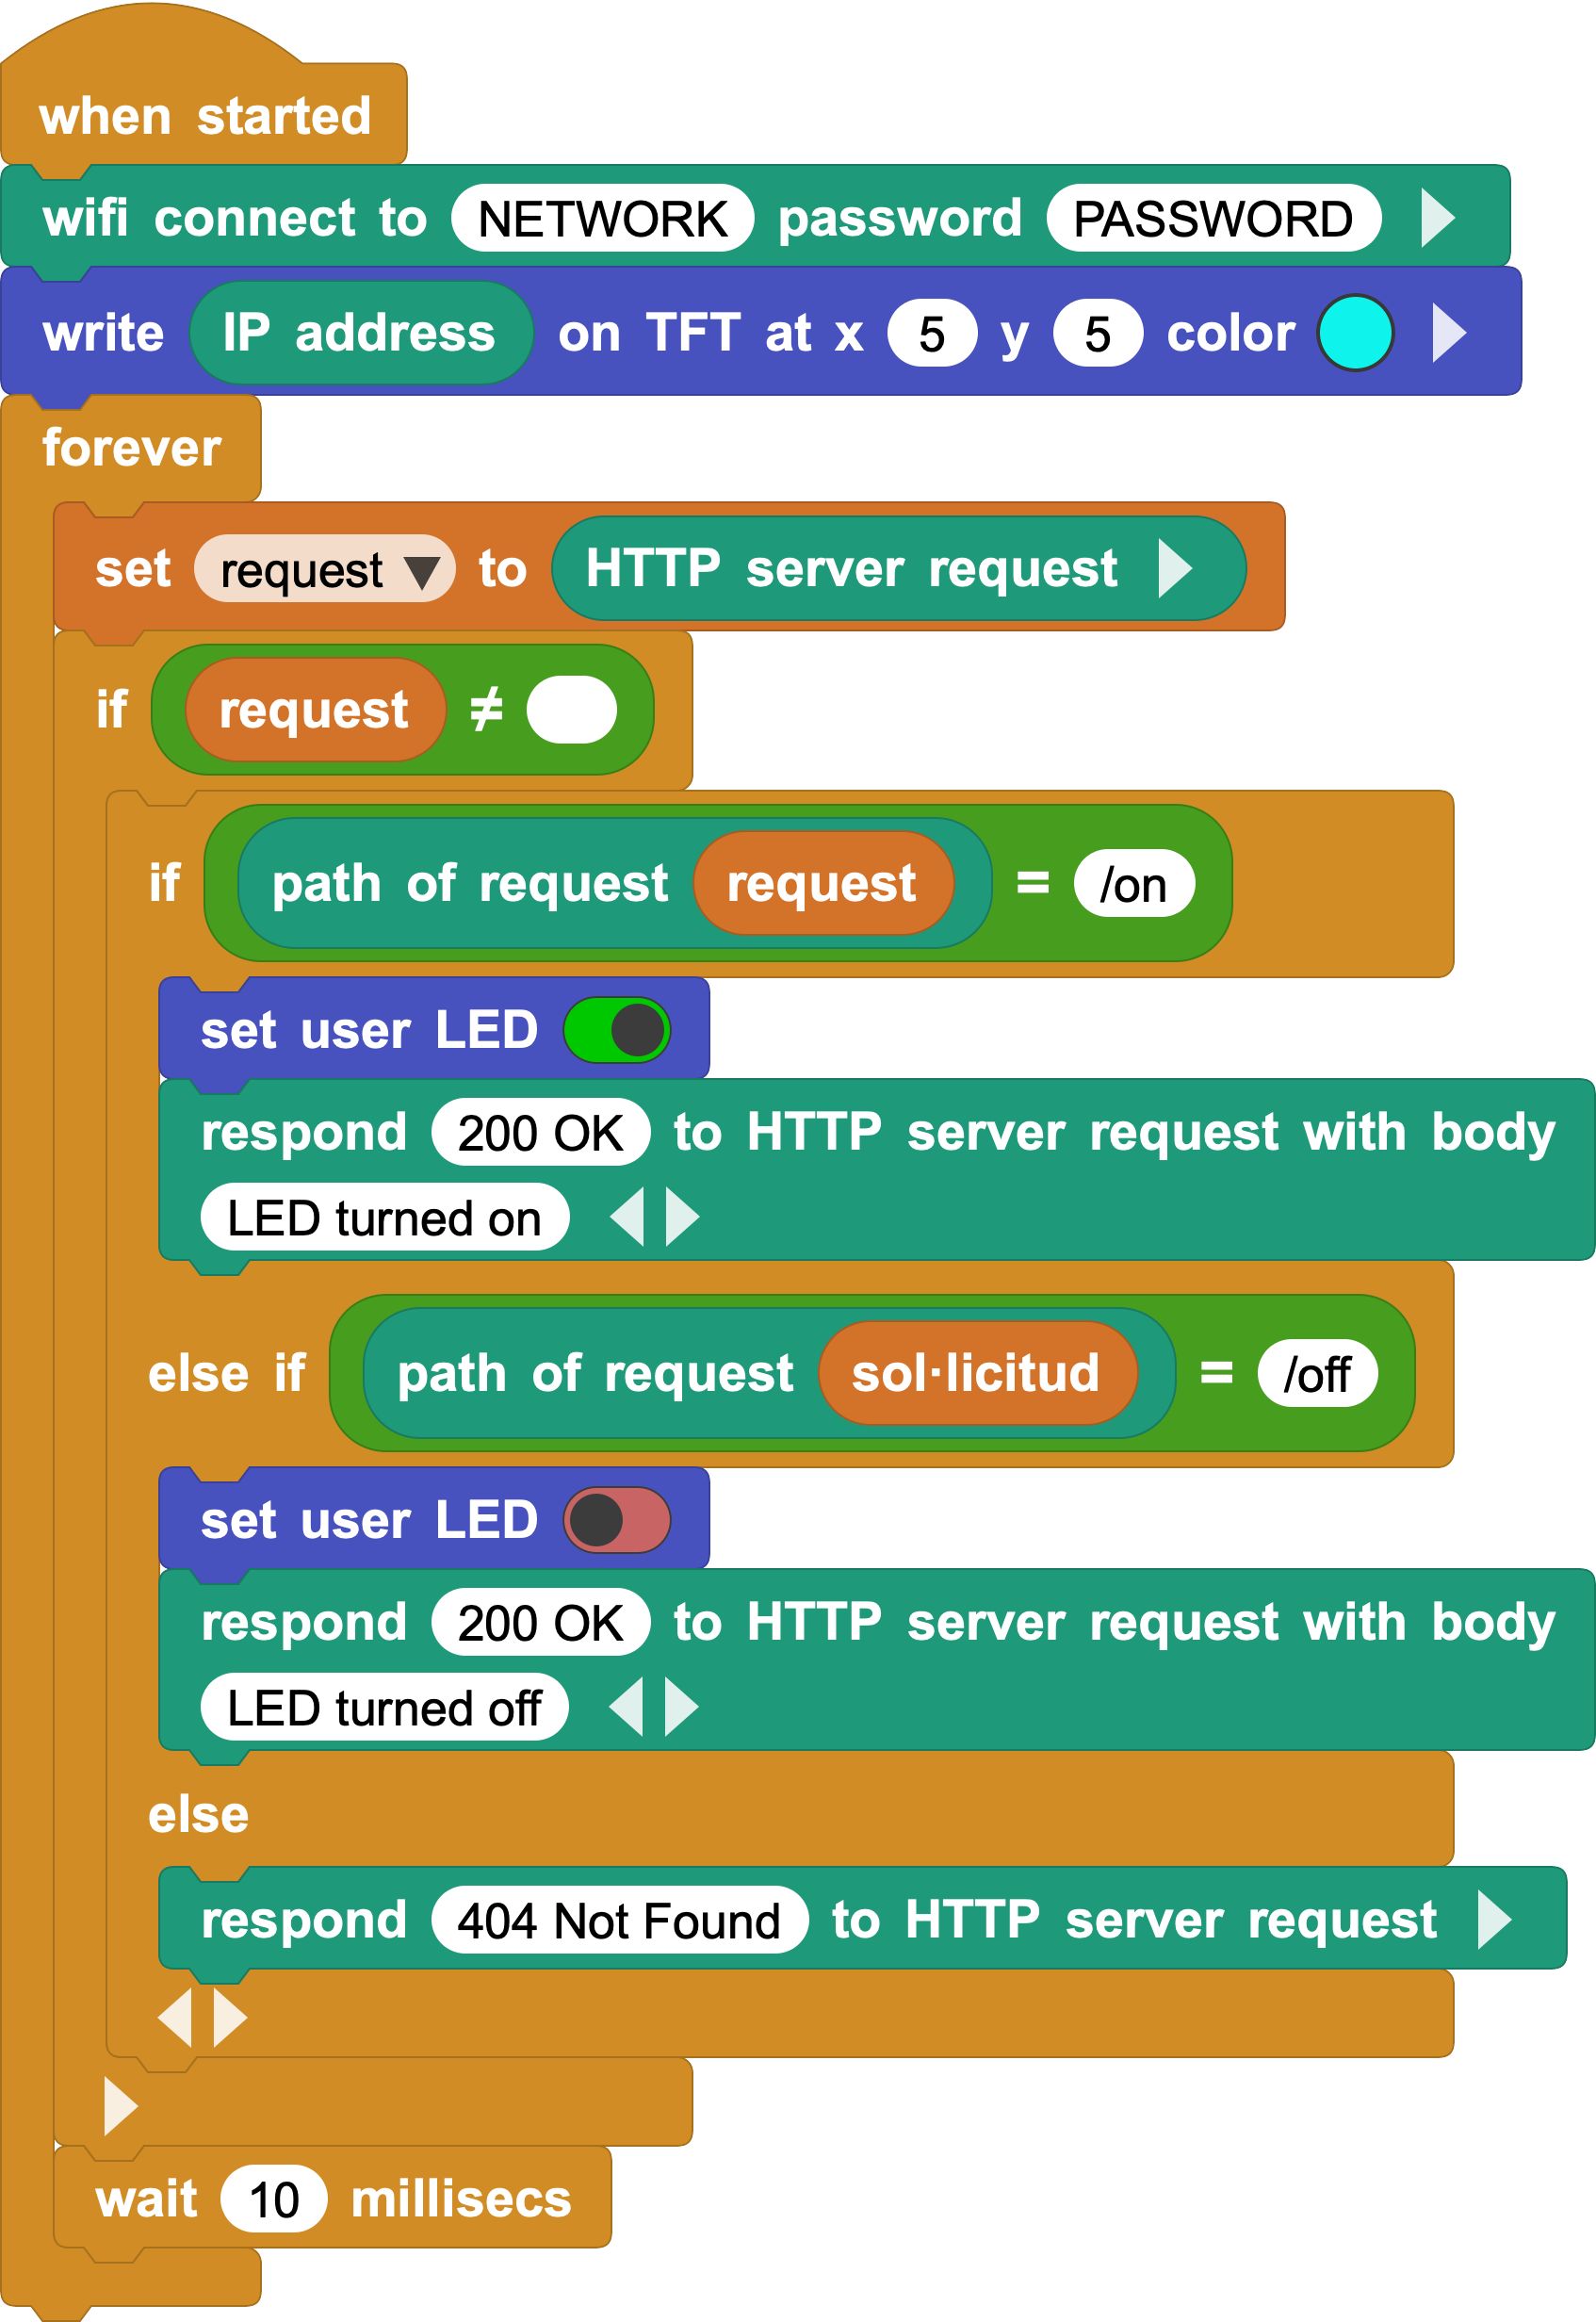 when started
wifi connect to NETWORK password PASSWORD
write IP address on TFT at x 5 y 5 color
forever
set request to HTTP server request
if request ≠
if path of request request = /on
set user LED
respond 200 OK to HTTP server request with body
LED turned on
else if path of request sol·licitud = /off
set user LED
respond 200 OK to HTTP server request with body
LED turned off
else
respond 404 Not Found to HTTP server request
wait 10 millisecs